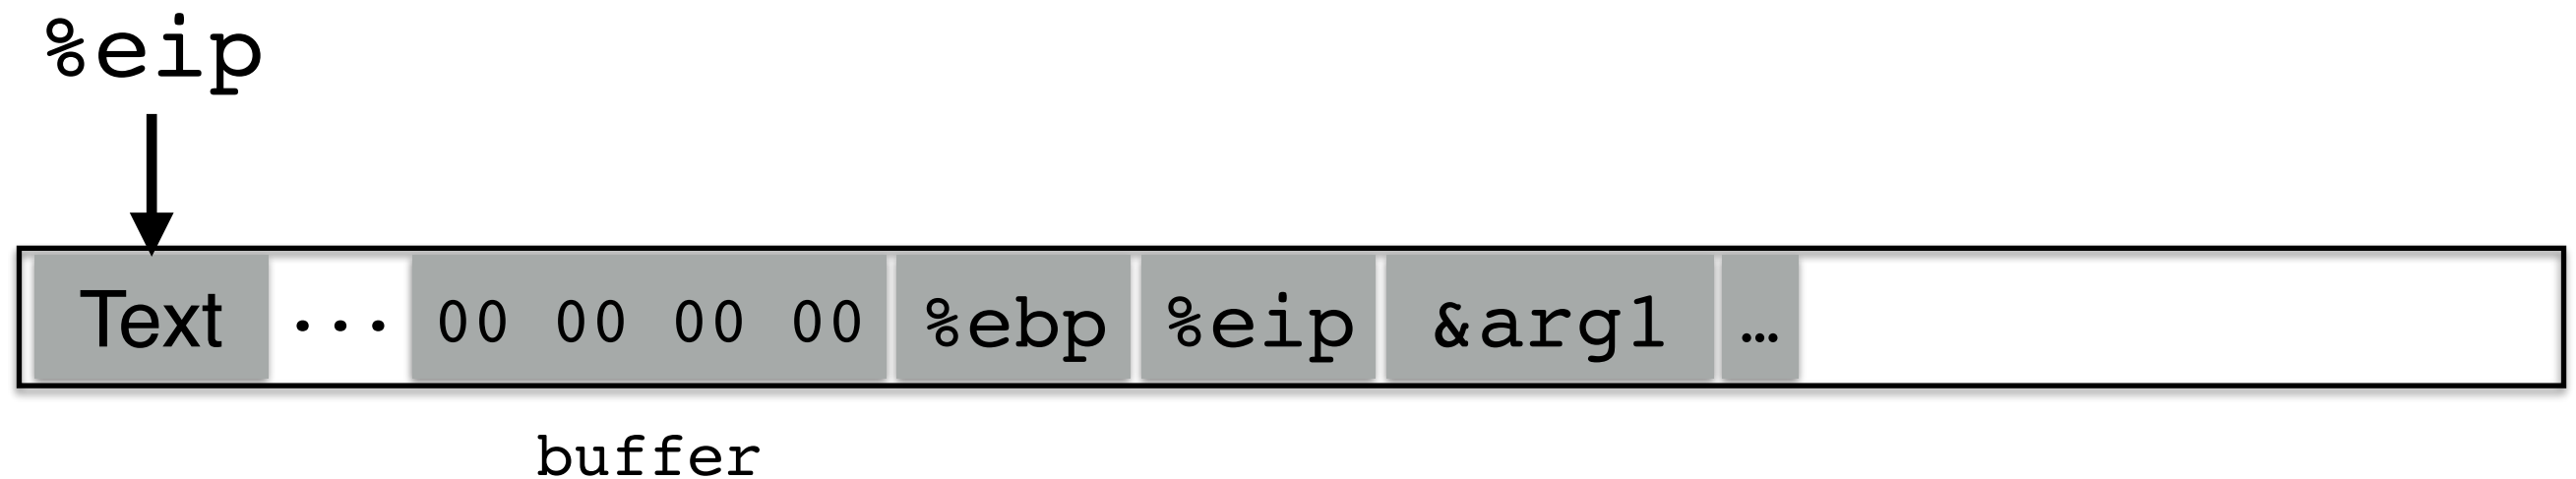 %eip
Text ... 00 00 00 00 %ebp %eip &arg1 …
buffer